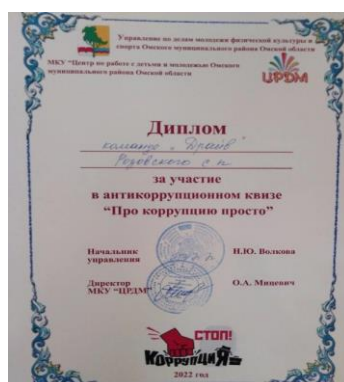 Управление по делам молодежи физической культуры и
спорта Омского муниципального района Омской области
МКУ "Центр по работе с детьми и молодежью Омского
муниципального района Омской области
ЦРДМ
Диплом
команде "Драйв"
Розовского с п
за участие
в антикоррупционном квизе
"Про коррупцию просто"
Начальник
управления
Н.Ю. Волкова
Директор
МКУ "ЦРДМ"
О.А. Миневич
СТОП!
КоррупциЯ
2022 год